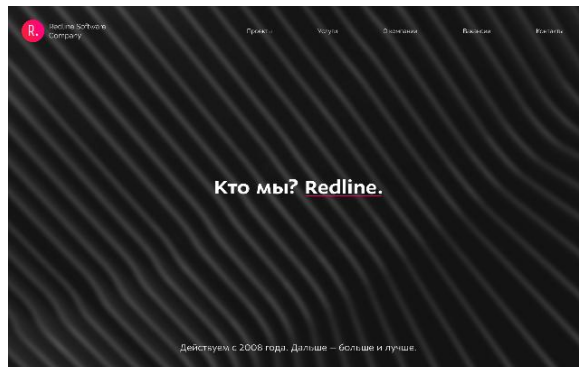 R.
Redline Software
Company
Проекты
Услуги
О компании
Вакансии
Контакты
Кто мы? Redline.
Действуем с 2008 года. Дальше — больше и лучше.